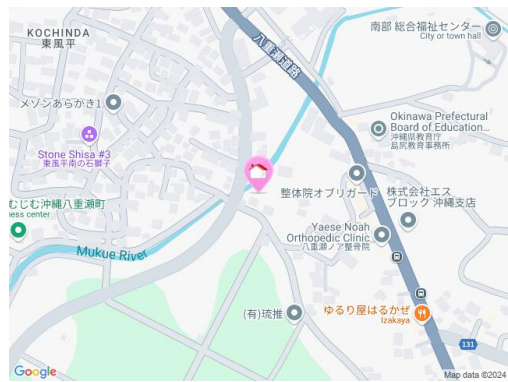 KOCHINDA
東風平
南部 総合福祉センター
City or town hall
八重瀬道路
メゾンあらかき1
Okinawa Prefectural
Board of Education...
沖縄県教育庁
島尻教育事務所
Stone Shisa #3
東風平南の石獅子
整体院オブリガード
株式会社エス
ブロック 沖縄支店
むじむじ沖縄八重瀬町
ness center
Yaese Noah
Orthopedic Clinic
八重瀬ノア整骨院
Mukue River
(有)琉推
ゆるり屋はるかぜ
Izakaya
131
Google
Map data ©2024